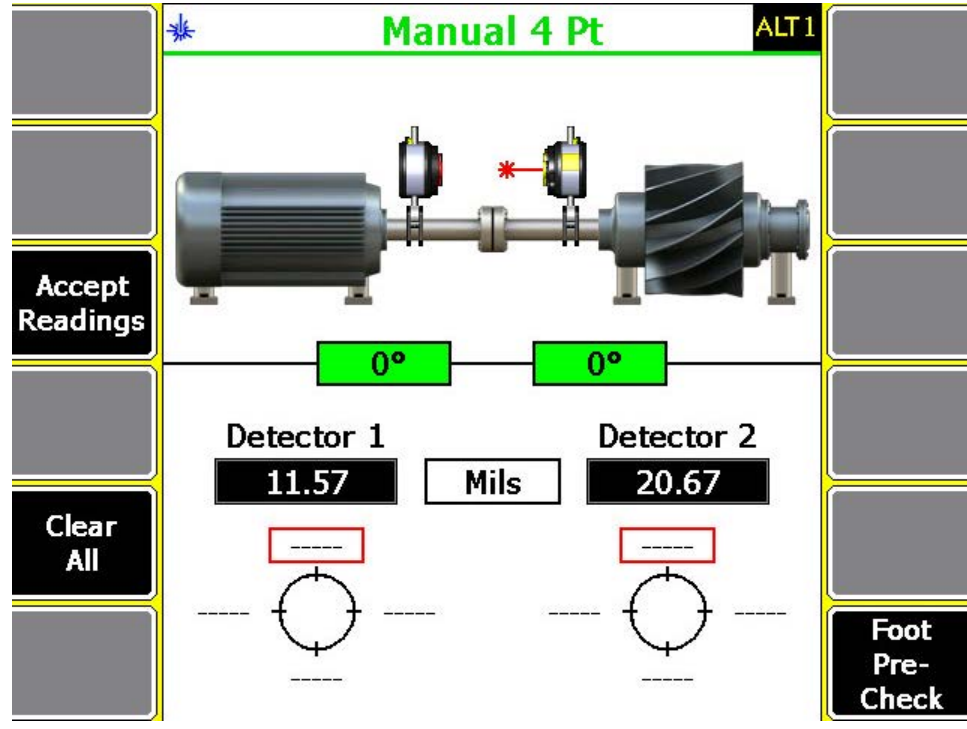 Manual 4 Pt
ALT1
Accept
Readings
0°
0°
Detector 1
Detector 2
11.57
Mils
20.67
Clear
All
-----
-----
-----
-----
-----
-----
-----
-----
Foot
Pre-
Check